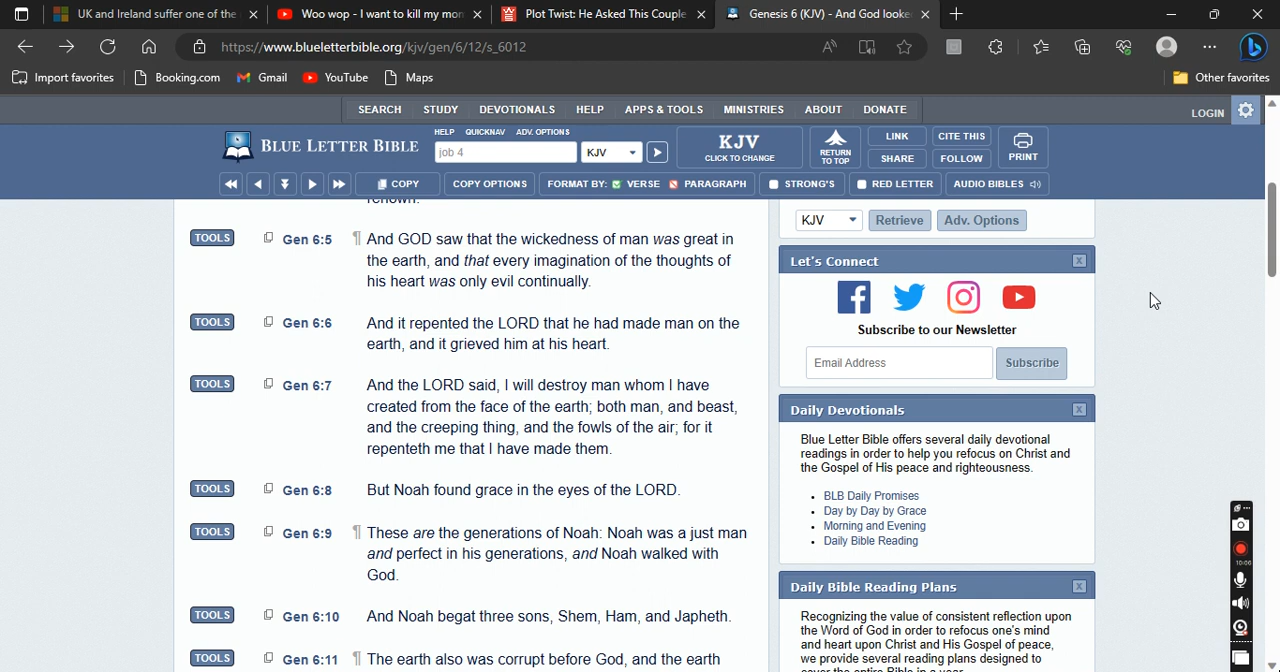 UK and Ireland suffer one of the
Woo wop - I want to kill my mon
Plot Twist: He Asked This Couple
Genesis 6 (KJV) - And God looke
https://www.blueletterbible.org/kjv/gen/6/12/s_6012
Import favorites
Booking.com
Gmail
YouTube
Maps
Other favorites
SEARCH STUDY DEVOTIONALS HELP APPS & TOOLS MINISTRIES ABOUT DONATE
LOGIN
BLUE LETTER BIBLE
HELP QUICKNAV ADV. OPTIONS
job 4
KJV
KJV
CLICK TO CHANGE
RETURN
TO TOP
LINK
CITE THIS
SHARE
FOLLOW
PRINT
COPY
COPY OPTIONS
FORMAT BY: VERSE PARAGRAPH
STRONG'S
RED LETTER
AUDIO BIBLES
renown.
TOOLS Gen 6:5 ¶ And GOD saw that the wickedness of man was great in
the earth, and that every imagination of the thoughts of
his heart was only evil continually.
TOOLS Gen 6:6 And it repented the LORD that he had made man on the
earth, and it grieved him at his heart.
TOOLS Gen 6:7 And the LORD said, I will destroy man whom I have
created from the face of the earth; both man, and beast,
and the creeping thing, and the fowls of the air; for it
repenteth me that I have made them.
TOOLS Gen 6:8 But Noah found grace in the eyes of the LORD.
TOOLS Gen 6:9 ¶ These are the generations of Noah: Noah was a just man
and perfect in his generations, and Noah walked with
God.
TOOLS Gen 6:10 And Noah begat three sons, Shem, Ham, and Japheth.
TOOLS Gen 6:11 ¶ The earth also was corrupt before God, and the earth
KJV Retrieve Adv. Options
Let's Connect
Subscribe to our Newsletter
Email Address Subscribe
Daily Devotionals
Blue Letter Bible offers several daily devotional
readings in order to help you refocus on Christ and
the Gospel of His peace and righteousness.
BLB Daily Promises
Day by Day by Grace
Morning and Evening
Daily Bible Reading
Daily Bible Reading Plans
Recognizing the value of consistent reflection upon
the Word of God in order to refocus one's mind
and heart upon Christ and His Gospel of peace,
we provide several reading plans designed to
cover the entire Bible in a year.
10:06